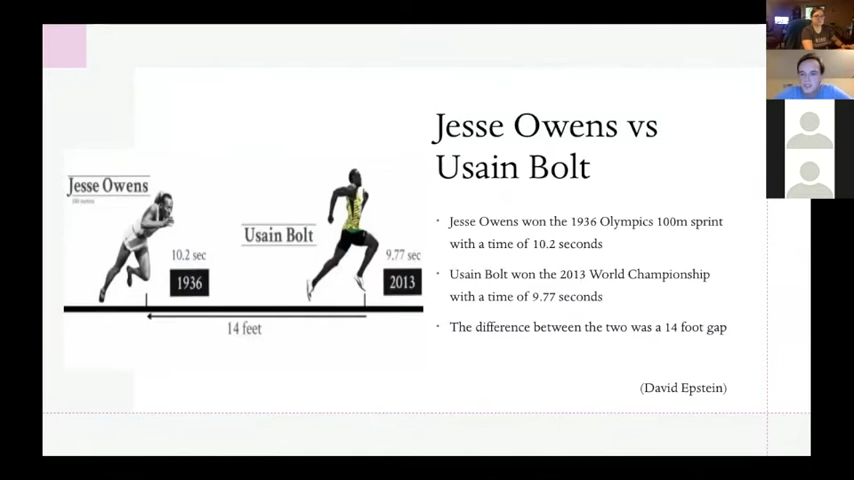 Jesse Owens vs
Usain Bolt
Jesse Owens
100 meters
Usain Bolt
10.2 sec
1936
9.77 sec
2013
14 feet
· Jesse Owens won the 1936 Olympics 100m sprint
with a time of 10.2 seconds
· Usain Bolt won the 2013 World Championship
with a time of 9.77 seconds
· The difference between the two was a 14 foot gap
(David Epstein)